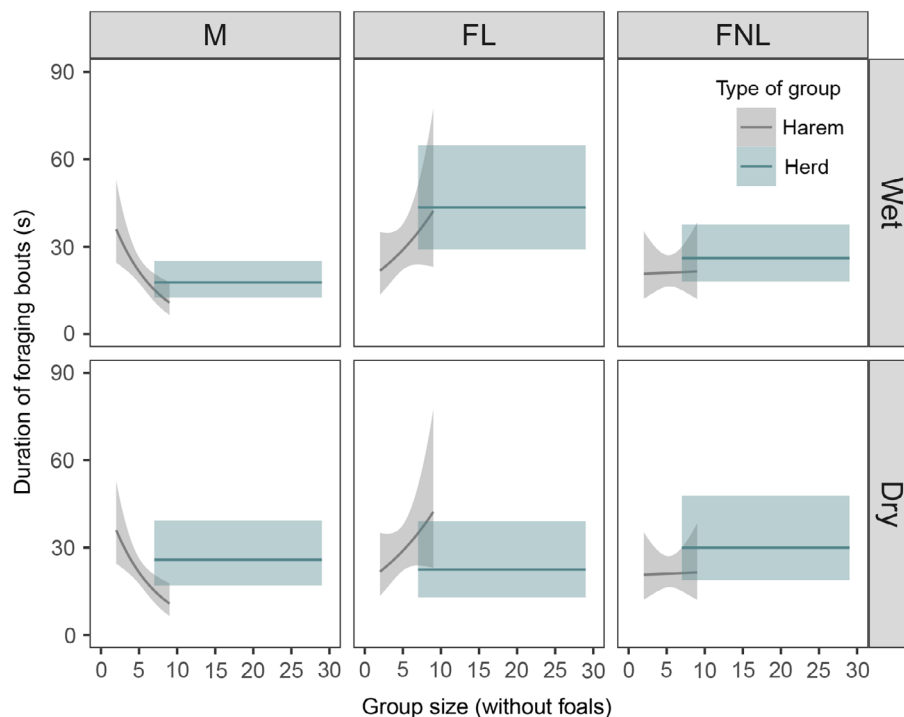 M FL FNL
90
60
30
0
Type of group
Harem
Herd
Wet
90
60
30
0
Dry
Duration of foraging bouts (s)
0 5 10 15 20 25 30 0 5 10 15 20 25 30 0 5 10 15 20 25 30
Group size (without foals)